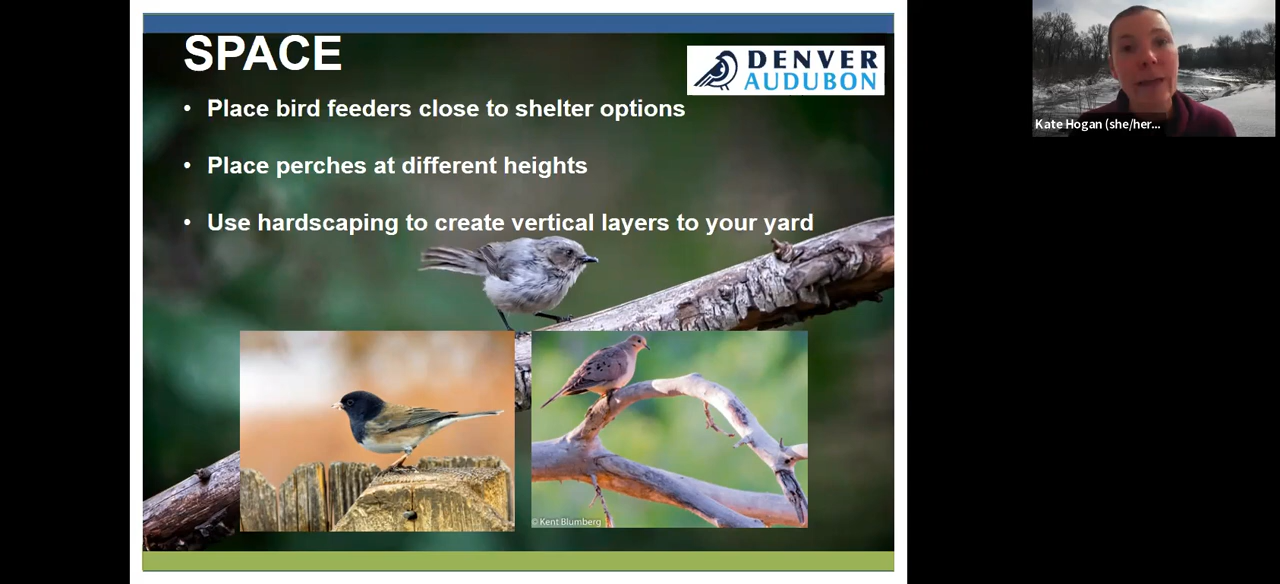 SPACE
DENVER
AUDUBON
• Place bird feeders close to shelter options
• Place perches at different heights
• Use hardscaping to create vertical layers to your yard
© Kent Blumberg
Kate Hogan (she/her...